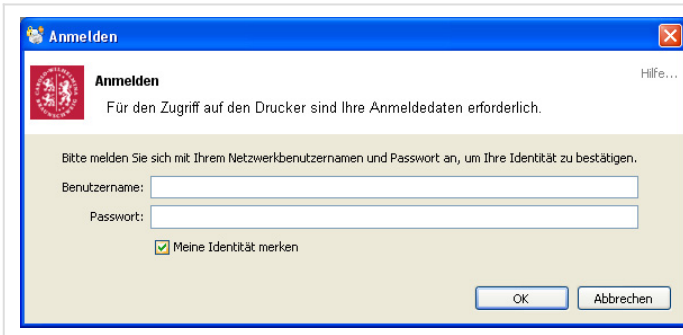 Anmelden
Anmelden
Hilfe...
Für den Zugriff auf den Drucker sind Ihre Anmeldedaten erforderlich.
Bitte melden Sie sich mit Ihrem Netzwerkbenutzernamen und Passwort an, um Ihre Identität zu bestätigen.
Benutzername:
Passwort:
Meine Identität merken
OK Abbrechen